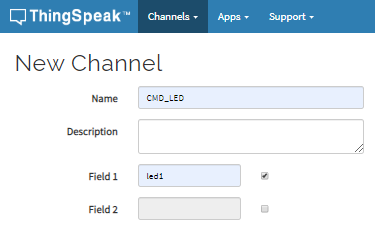 ThingSpeak™ Channels Apps Support
New Channel
Name CMD_LED
Description
Field 1 led1
Field 2